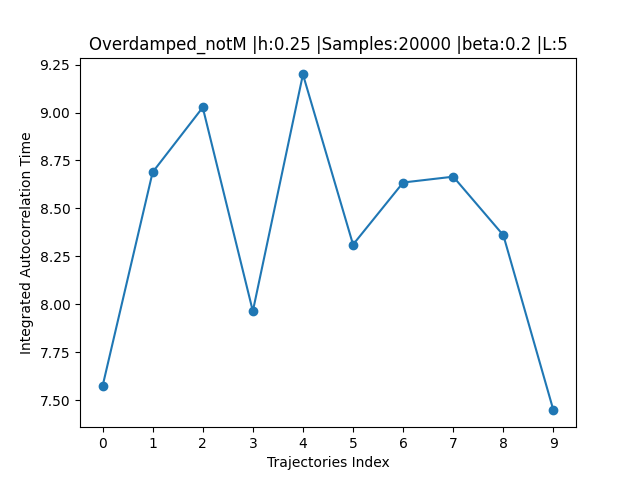 Overdamped_notM |h:0.25 |Samples:20000 |beta:0.2 |L:5
Integrated Autocorrelation Time
9.25
9.00
8.75
8.50
8.25
8.00
7.75
7.50
0 1 2 3 4 5 6 7 8 9
Trajectories Index